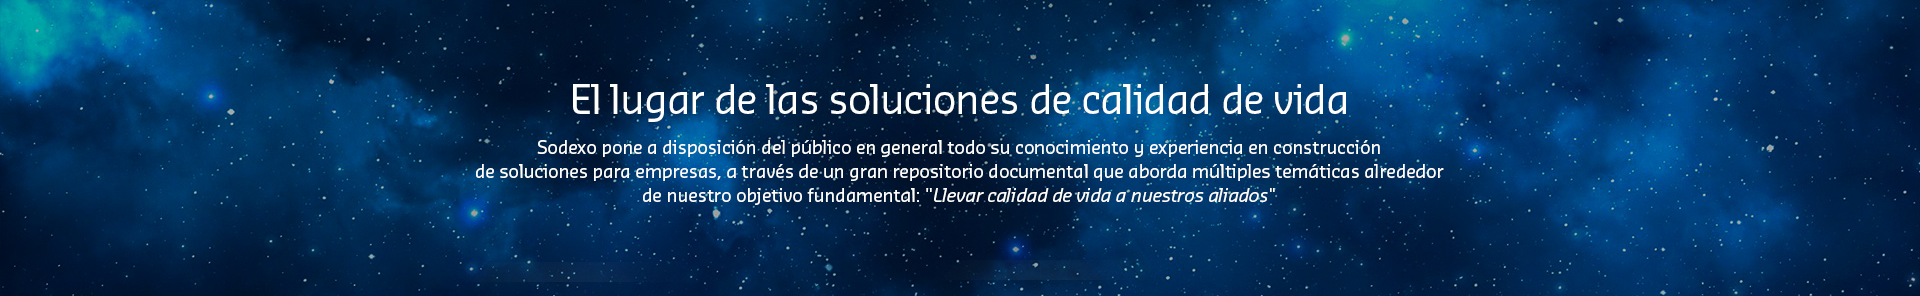 El lugar de las soluciones de calidad de vida
Sodexo pone a disposición del público en general todo su conocimiento y experiencia en construcción
de soluciones para empresas, a través de un gran repositorio documental que aborda múltiples temáticas alrededor
de nuestro objetivo fundamental: "Llevar calidad de vida a nuestros aliados"